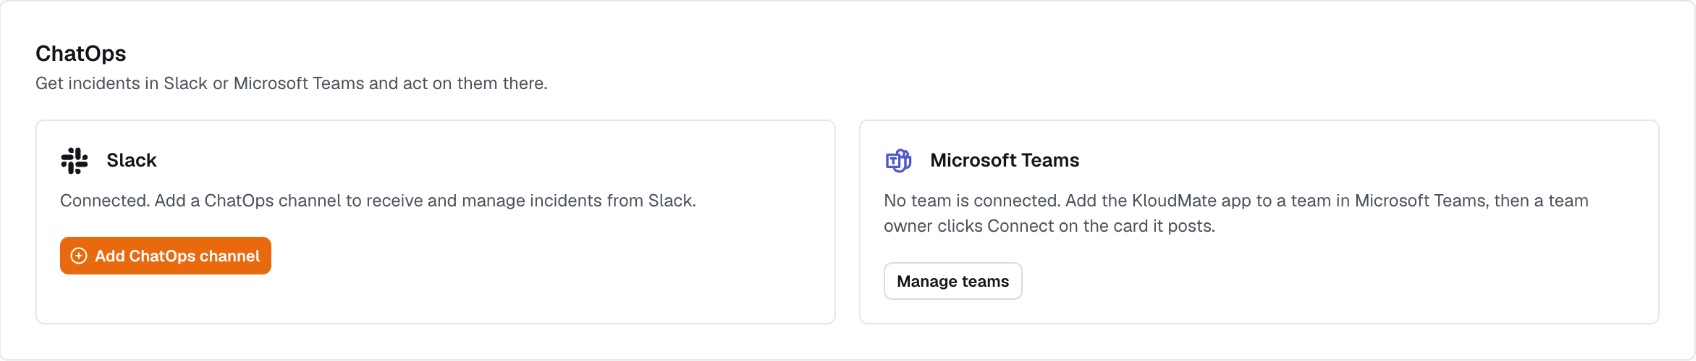 ChatOps
Get incidents in Slack or Microsoft Teams and act on them there.
Slack
Connected. Add a ChatOps channel to receive and manage incidents from Slack.
Add ChatOps channel
Microsoft Teams
No team is connected. Add the KloudMate app to a team in Microsoft Teams, then a team
owner clicks Connect on the card it posts.
Manage teams